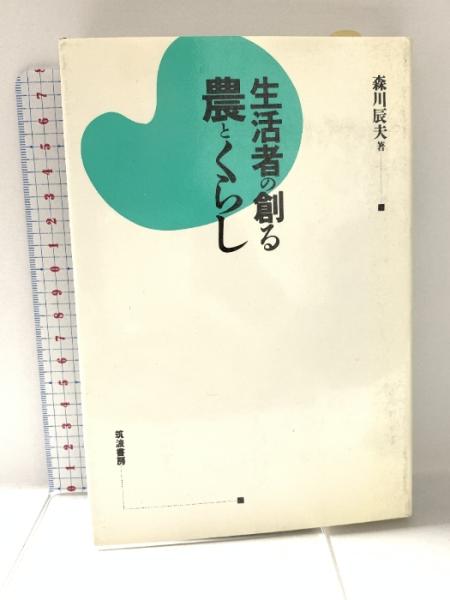 森川辰夫著
生活者の創る
農とくらし
筑波書房